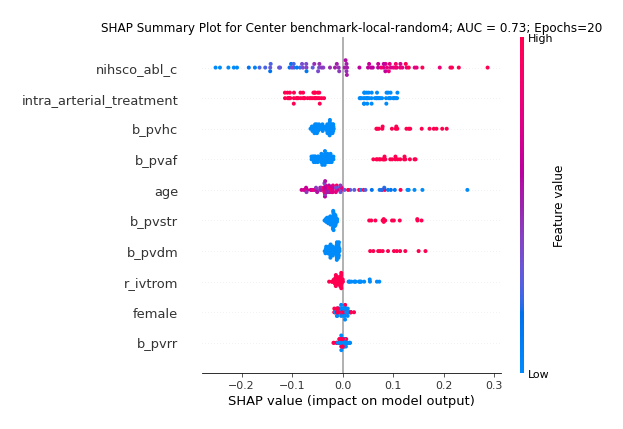 SHAP Summary Plot for Center benchmark-local-random4; AUC = 0.73; Epochs=20
High
nihsco_abl_c
intra_arterial_treatment
b_pvhc
b_pvaf
age
b_pvstr
b_pvdm
r_ivtrom
female
b_pvrr
Feature value
Low
−0.2 −0.1 0.0 0.1 0.2 0.3
SHAP value (impact on model output)